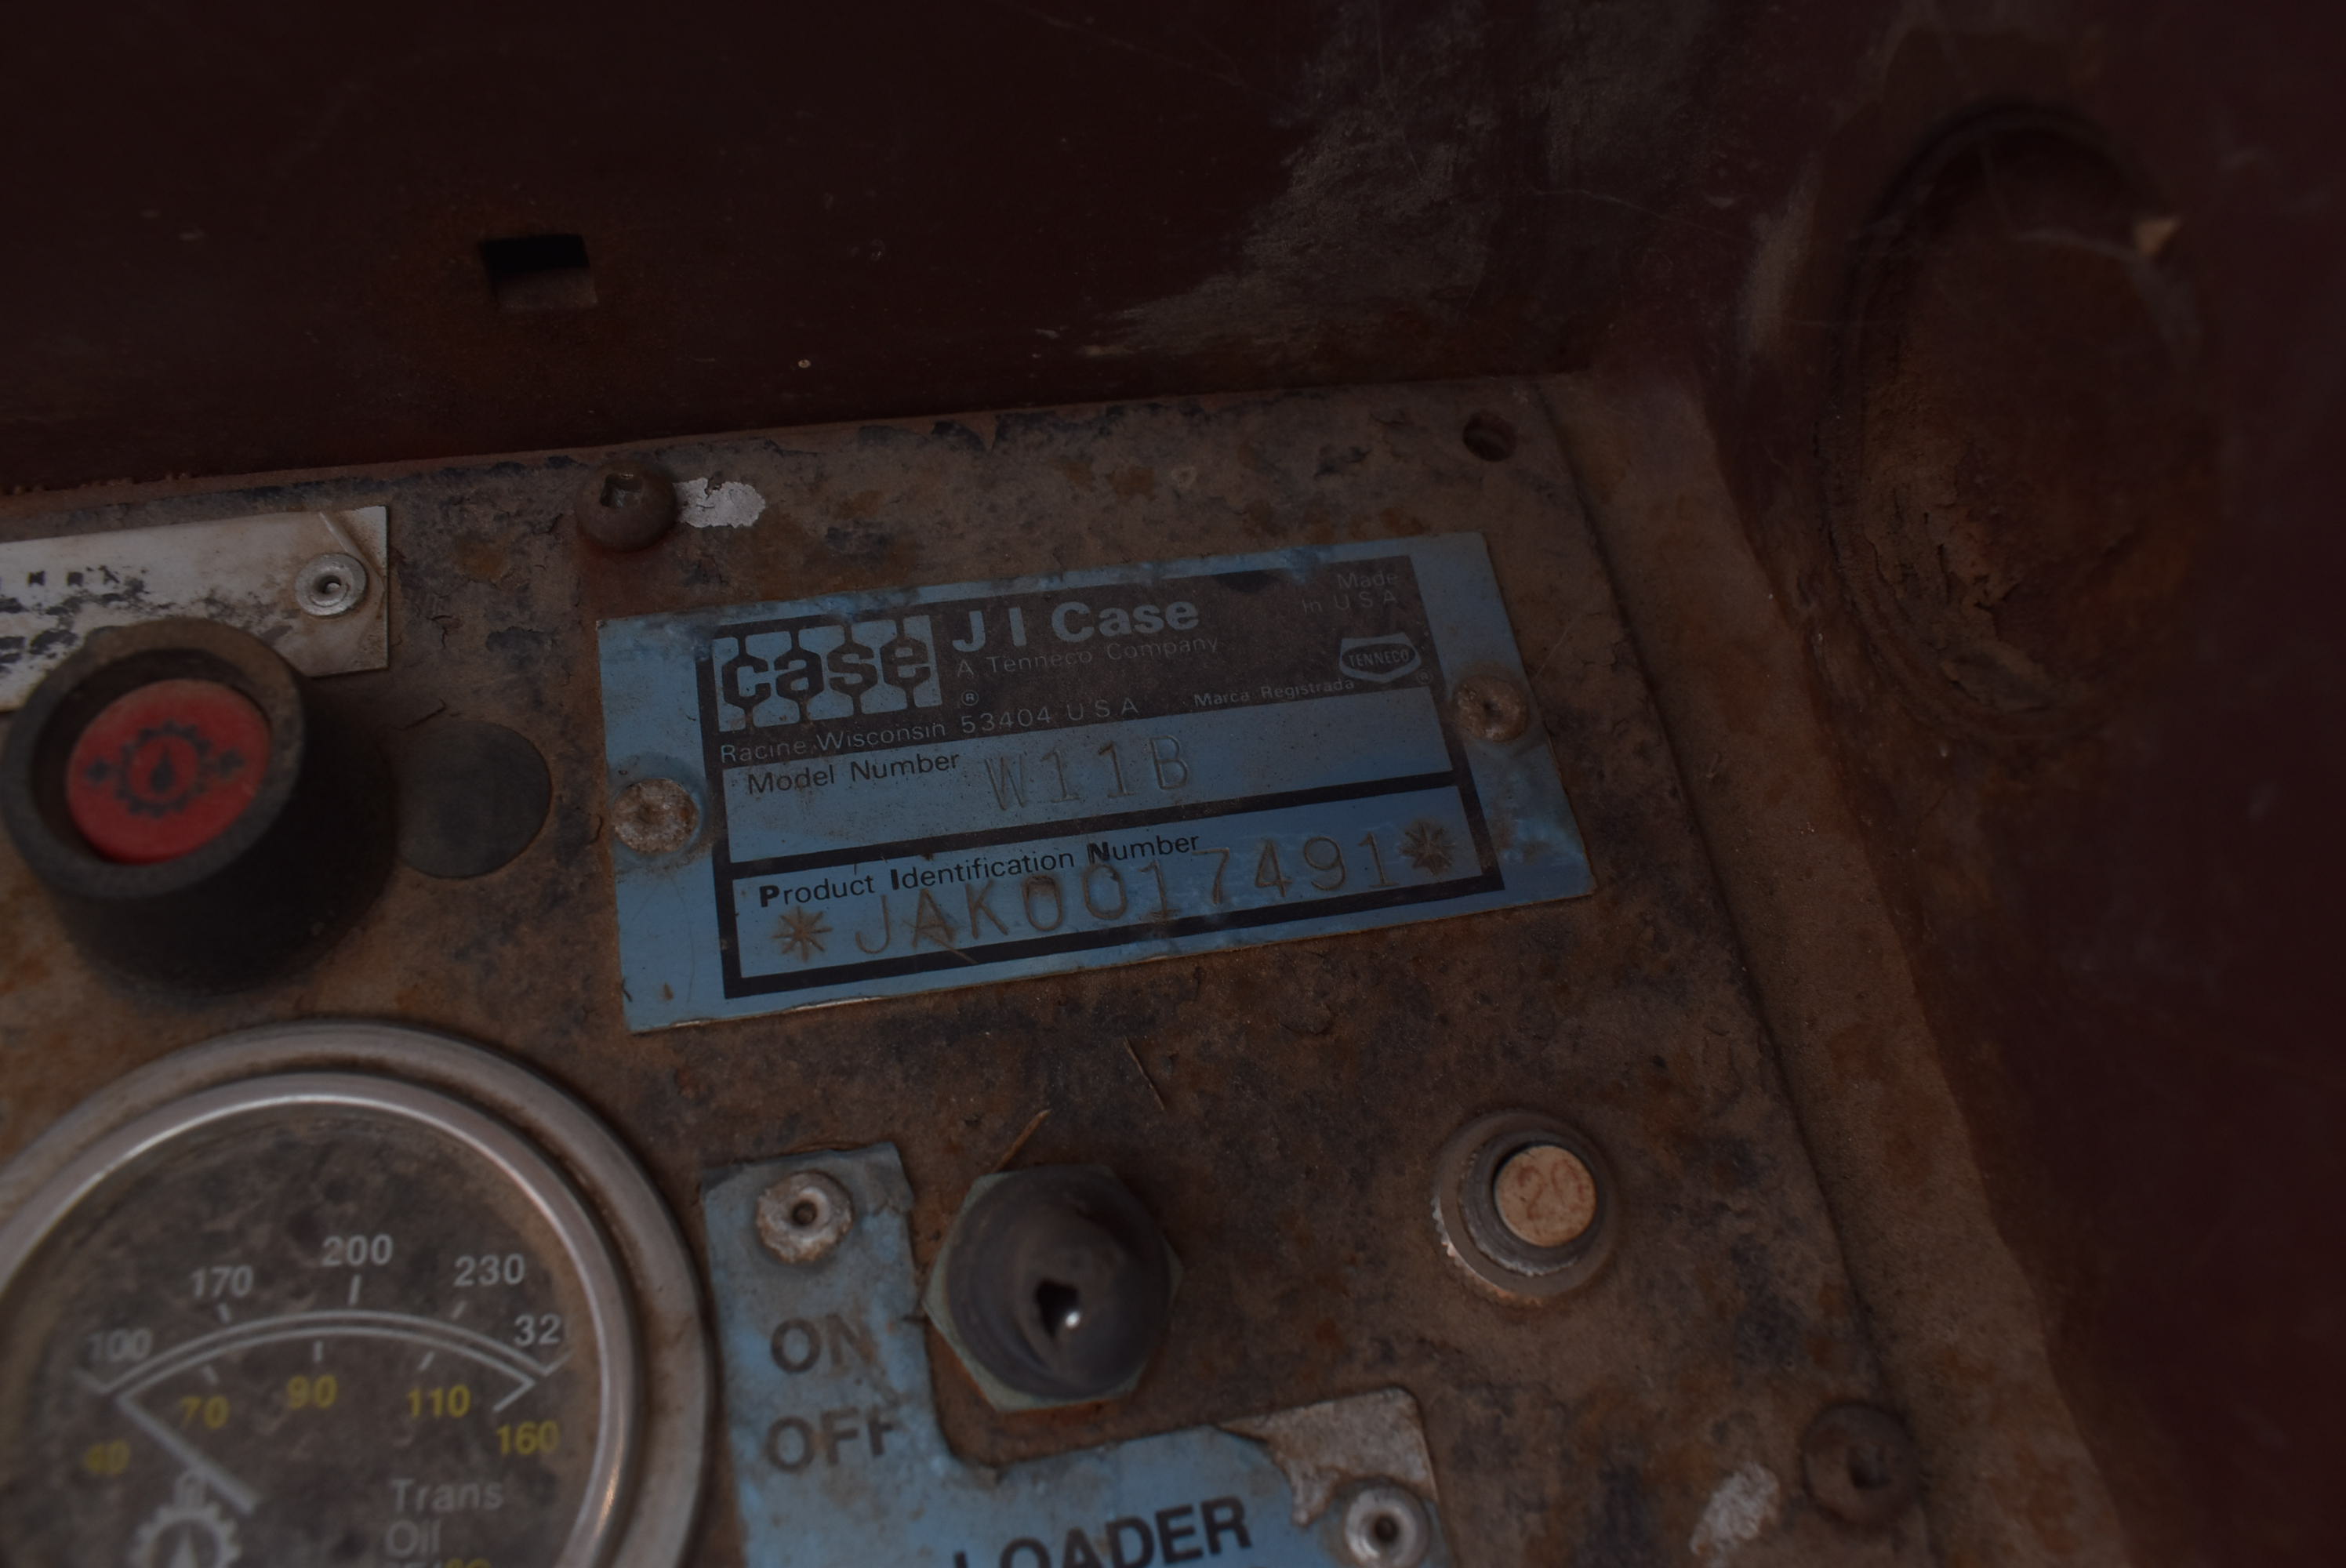 case
J I Case
Made
In U S A
A Tenneco Company
TENNECO
®
®
Marca Registrada
Racine Wisconsin 53404 U S A
Model Number W11B
Product Identification Number
*JAK0017491*
20
ON
OFF
LOADER
200
170
230
100
32
70
90
110
40
160
Trans
Oil